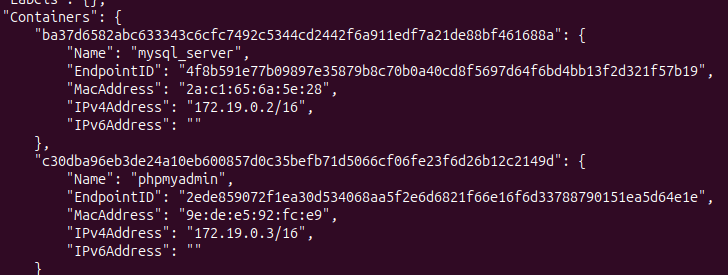 "Labels": {},
"Containers": {
"ba37d6582abc633343c6cfc7492c5344cd2442f6a911edf7a21de88bf461688a": {
"Name": "mysql_server",
"EndpointID": "4f8b591e77b09897e35879b8c70b0a40cd8f5697d64f6bd4bb13f2d321f57b19",
"MacAddress": "2a:c1:65:6a:5e:28",
"IPv4Address": "172.19.0.2/16",
"IPv6Address": ""
},
"c30dba96eb3de24a10eb600857d0c35befb71d5066cf06fe23f6d26b12c2149d": {
"Name": "phpmyadmin",
"EndpointID": "2ede859072f1ea30d534068aa5f2e6d6821f66e16f6d33788790151ea5d64e1e",
"MacAddress": "9e:de:e5:92:fc:e9",
"IPv4Address": "172.19.0.3/16",
"IPv6Address": ""
}